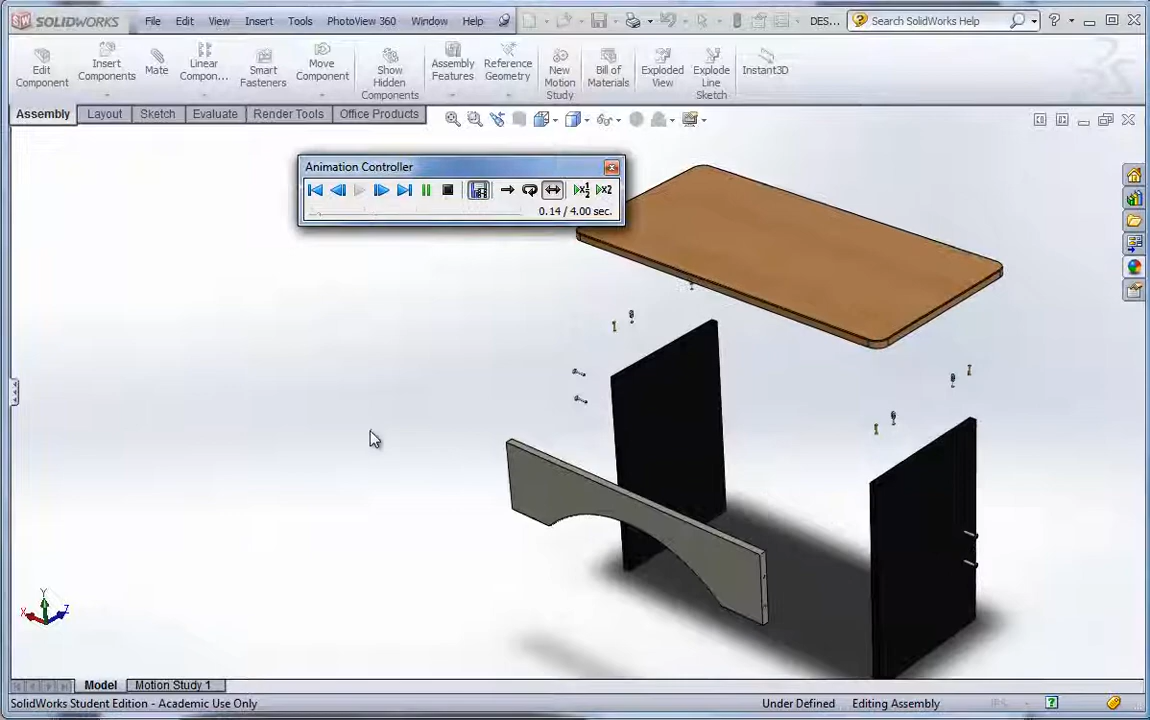 SOLIDWORKS File Edit View Insert Tools PhotoView 360 Window Help DES... Search SolidWorks Help
Edit Component
Insert Components
Mate
Linear Compon...
Smart Fasteners
Move Component
Show Hidden Components
Assembly Features
Reference Geometry
New Motion Study
Bill of Materials
Exploded View
Explode Line Sketch
Instant3D
Assembly Layout Sketch Evaluate Render Tools Office Products
Animation Controller
x½ x2
0.14 / 4.00 sec.
Y
X Z
Model Motion Study 1
SolidWorks Student Edition - Academic Use Only Under Defined Editing Assembly